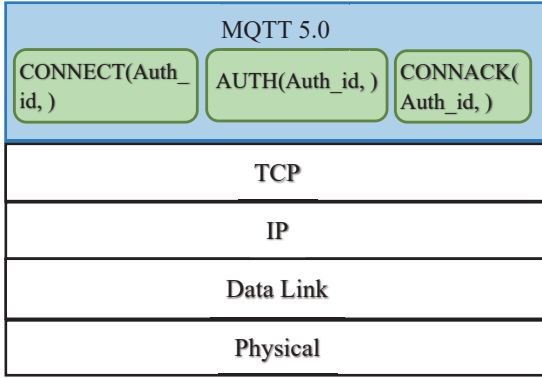 MQTT 5.0
CONNECT(Auth_
id, )
AUTH(Auth_id, )
CONNACK(
Auth_id, )
TCP
IP
Data Link
Physical